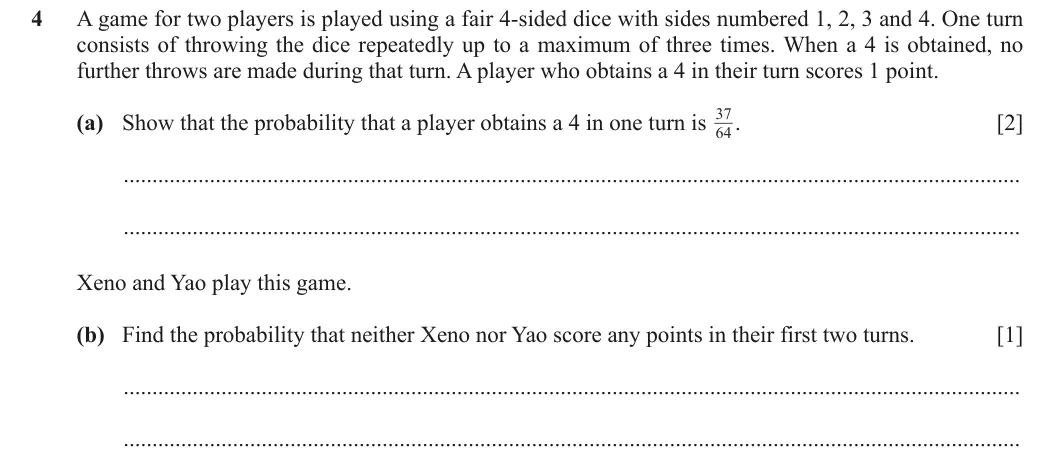 4 A game for two players is played using a fair 4-sided dice with sides numbered 1, 2, 3 and 4. One turn
consists of throwing the dice repeatedly up to a maximum of three times. When a 4 is obtained, no
further throws are made during that turn. A player who obtains a 4 in their turn scores 1 point.
(a) Show that the probability that a player obtains a 4 in one turn is 37/64. [2]
Xeno and Yao play this game.
(b) Find the probability that neither Xeno nor Yao score any points in their first two turns. [1]